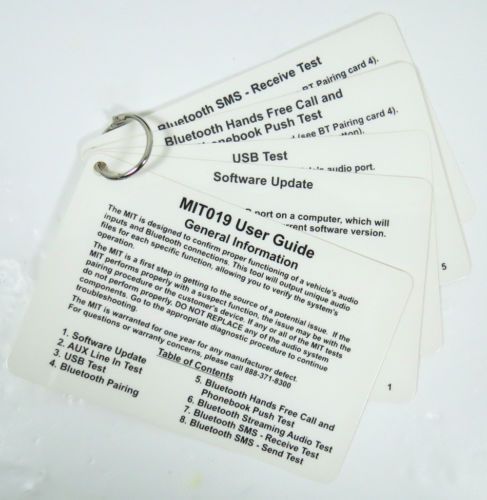 Bluetooth SMS - Receive Test
BT Pairing card 4).
Bluetooth Hands Free Call and
Phonebook Push Test
(see BT Pairing card 4).
USB Test
audio port.
Software Update
port on a computer, which will
current software version.
5
1
MIT019 User Guide
General Information
The MIT is designed to confirm proper functioning of a vehicle's audio
inputs and Bluetooth connections. This tool will output unique audio
files for each specific function, allowing you to verify the system's
operation.
The MIT is a first step in getting to the source of a potential issue. If the
MIT performs properly with a suspect function, the issue may be with the
pairing procedure or the customer's device. If any or all of the MIT tests
do not perform properly, DO NOT REPLACE any of the audio system
components. Go to the appropriate diagnostic procedure to continue
troubleshooting.
The MIT is warranted for one year for any manufacturer defect.
For questions or warranty concerns, please call 888-371-8300
Table of Contents
1. Software Update
2. AUX Line In Test
3. USB Test
4. Bluetooth Pairing
5. Bluetooth Hands Free Call and
Phonebook Push Test
6. Bluetooth Streaming Audio Test
7. Bluetooth SMS - Receive Test
8. Bluetooth SMS - Send Test